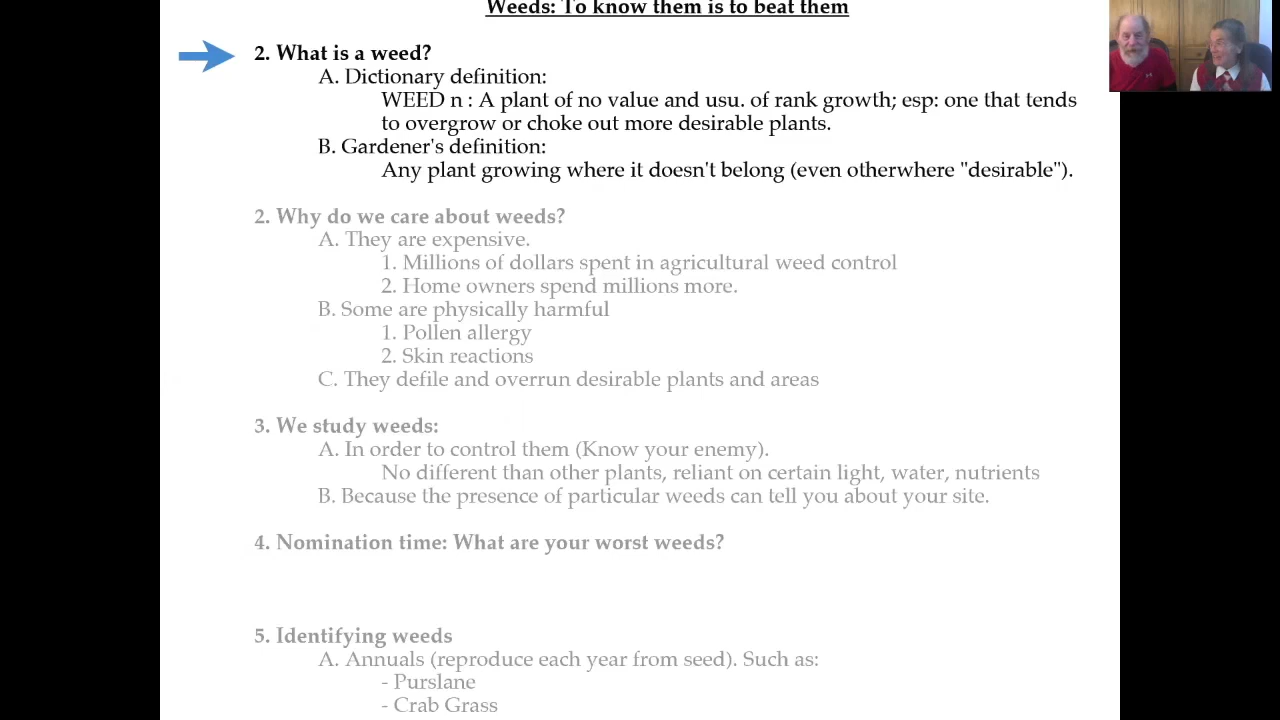 Weeds: To know them is to beat them
2. What is a weed?
A. Dictionary definition:
WEED n : A plant of no value and usu. of rank growth; esp: one that tends
to overgrow or choke out more desirable plants.
B. Gardener's definition:
Any plant growing where it doesn't belong (even otherwhere "desirable").
2. Why do we care about weeds?
A. They are expensive.
1. Millions of dollars spent in agricultural weed control
2. Home owners spend millions more.
B. Some are physically harmful
1. Pollen allergy
2. Skin reactions
C. They defile and overrun desirable plants and areas
3. We study weeds:
A. In order to control them (Know your enemy).
No different than other plants, reliant on certain light, water, nutrients
B. Because the presence of particular weeds can tell you about your site.
4. Nomination time: What are your worst weeds?
5. Identifying weeds
A. Annuals (reproduce each year from seed). Such as:
- Purslane
- Crab Grass